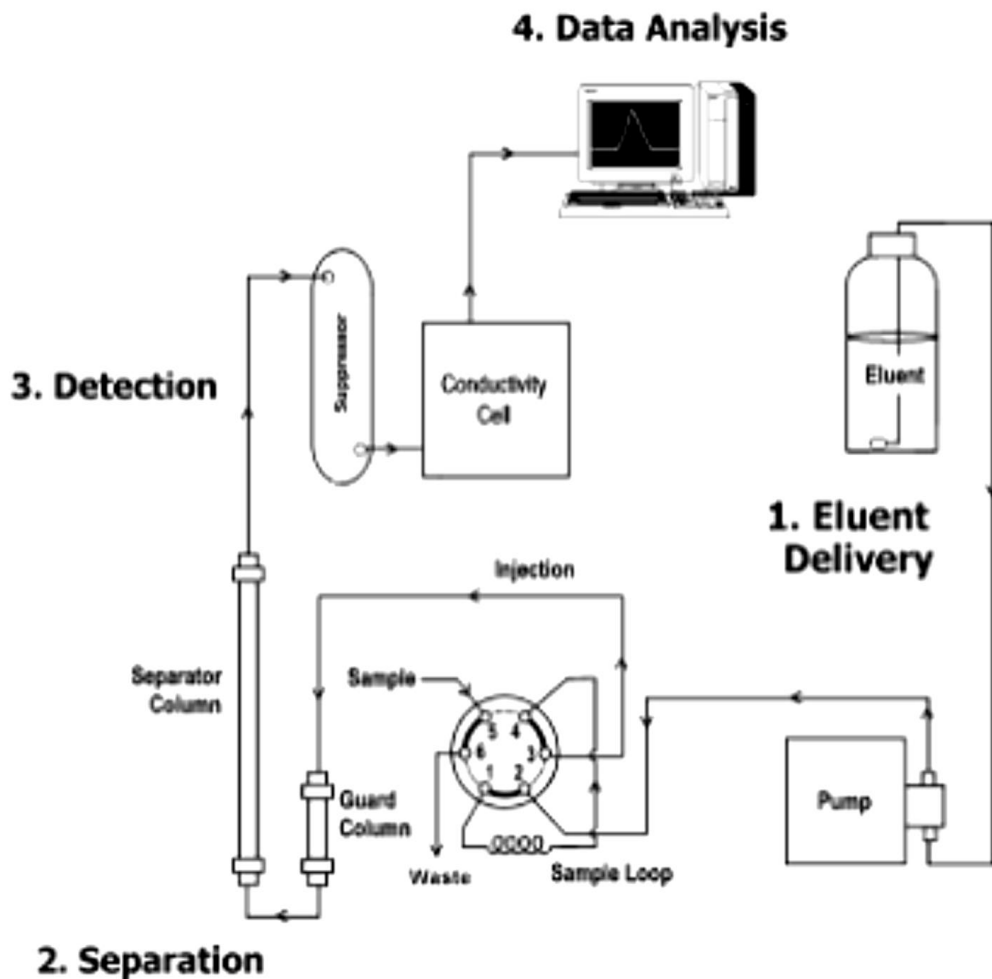 4. Data Analysis
Suppressor
3. Detection
Conductivity
Cell
Eluent
1. Eluent
Delivery
Injection
Separator
Column
Sample
5 4
6 3
1 2
Guard
Column
Pump
Waste
Sample Loop
2. Separation